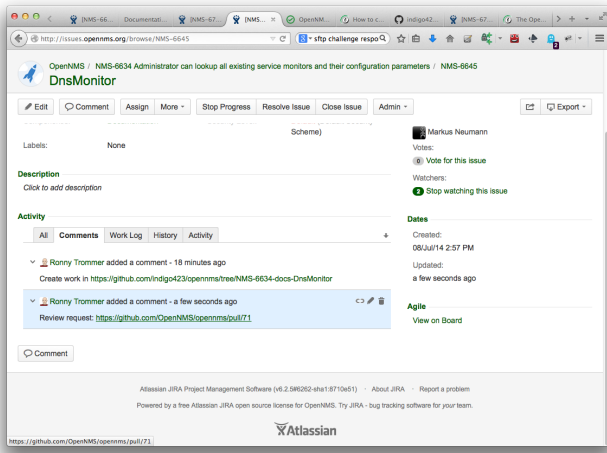 NMS-66...
Documentati...
NMS-67...
[NMS...
OpenNM...
How to c...
indigo42...
NMS-67...
The Ope...
http://issues.opennms.org/browse/NMS-6645
sftp challenge respo
2
OpenNMS / NMS-6634 Administrator can lookup all existing service monitors and their configuration parameters / NMS-6645
DnsMonitor
Edit Comment Assign More Stop Progress Resolve Issue Close Issue Admin Export
Scheme)
Labels: None
Markus Neumann
Votes:
0 Vote for this issue
Watchers:
2 Stop watching this issue
Description
Click to add description
Activity
All Comments Work Log History Activity
Ronny Trommer added a comment - 18 minutes ago
Create work in https://github.com/indigo423/opennms/tree/NMS-6634-docs-DnsMonitor
Ronny Trommer added a comment - a few seconds ago
Review request: https://github.com/OpenNMS/opennms/pull/71
Comment
Dates
Created:
08/Jul/14 2:57 PM
Updated:
a few seconds ago
Agile
View on Board
Atlassian JIRA Project Management Software (v6.2.5#6262-sha1:8710e51) · About JIRA · Report a problem
Powered by a free Atlassian JIRA open source license for OpenNMS. Try JIRA - bug tracking software for your team.
Atlassian
https://github.com/OpenNMS/opennms/pull/71